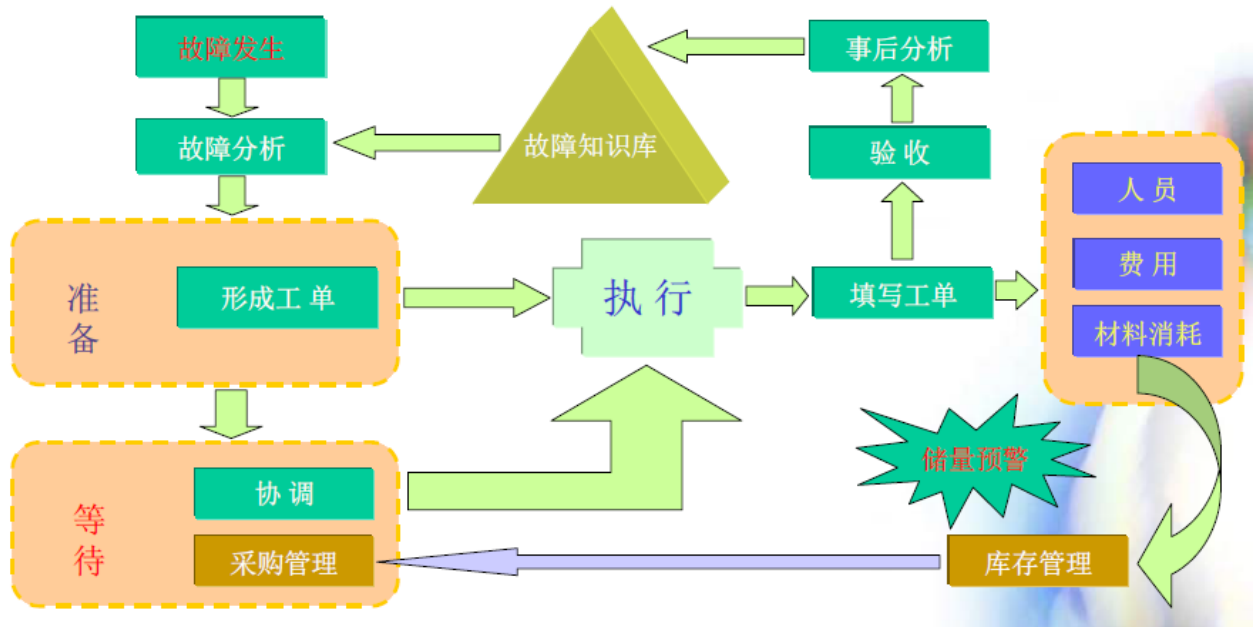 故障发生
事后分析
故障分析
故障知识库
验 收
人 员
准
备
形成工 单
执 行
填写工单
费 用
材料消耗
等
待
协 调
采购管理
储量预警
库存管理